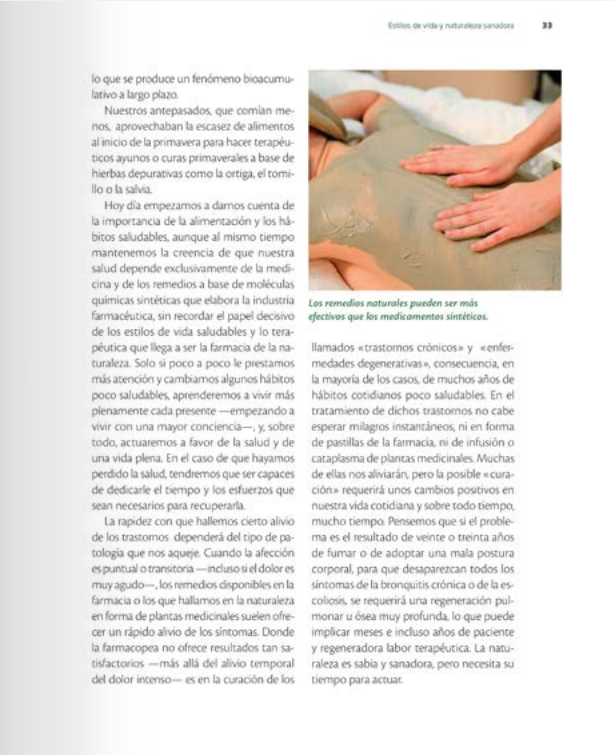 Estilos de vida y naturaleza sanadora 33
lo que se produce un fenómeno bioacumu-
lativo a largo plazo.
Nuestros antepasados, que comían me-
nos, aprovechaban la escasez de alimentos
al inicio de la primavera para hacer terapéu-
ticos ayunos o curas primaverales a base de
hierbas depurativas como la ortiga, el tomi-
llo o la salvia.
Hoy día empezamos a darnos cuenta de
la importancia de la alimentación y los há-
bitos saludables, aunque al mismo tiempo
mantenemos la creencia de que nuestra
salud depende exclusivamente de la medi-
cina y de los remedios a base de moléculas
químicas sintéticas que elabora la industria
farmacéutica, sin recordar el papel decisivo
de los estilos de vida saludables y lo tera-
péutica que llega a ser la farmacia de la na-
turaleza. Solo si poco a poco le prestamos
más atención y cambiamos algunos hábitos
poco saludables, aprenderemos a vivir más
plenamente cada presente —empezando a
vivir con una mayor conciencia—, y, sobre
todo, actuaremos a favor de la salud y de
una vida plena. En el caso de que hayamos
perdido la salud, tendremos que ser capaces
de dedicarle el tiempo y los esfuerzos que
sean necesarios para recuperarla.
La rapidez con que hallemos cierto alivio
de los trastornos dependerá del tipo de pa-
tología que nos aqueje. Cuando la afección
es puntual o transitoria —incluso si el dolor es
muy agudo—, los remedios disponibles en la
farmacia o los que hallamos en la naturaleza
en forma de plantas medicinales suelen ofre-
cer un rápido alivio de los síntomas. Donde
la farmacopea no ofrece resultados tan sa-
tisfactorios —más allá del alivio temporal
del dolor intenso— es en la curación de los
Los remedios naturales pueden ser más
efectivos que los medicamentos sintéticos.
llamados «trastornos crónicos» y «enfer-
medades degenerativas», consecuencia, en
la mayoría de los casos, de muchos años de
hábitos cotidianos poco saludables. En el
tratamiento de dichos trastornos no cabe
esperar milagros instantáneos, ni en forma
de pastillas de la farmacia, ni de infusión o
cataplasma de plantas medicinales. Muchas
de ellas nos aliviarán, pero la posible «cura-
ción» requerirá unos cambios positivos en
nuestra vida cotidiana y sobre todo tiempo,
mucho tiempo. Pensemos que si el proble-
ma es el resultado de veinte o treinta años
de fumar o de adoptar una mala postura
corporal, para que desaparezcan todos los
síntomas de la bronquitis crónica o de la es-
coliosis, se requerirá una regeneración pul-
monar u ósea muy profunda, lo que puede
implicar meses e incluso años de paciente
y regeneradora labor terapéutica. La natu-
raleza es sabia y sanadora, pero necesita su
tiempo para actuar.